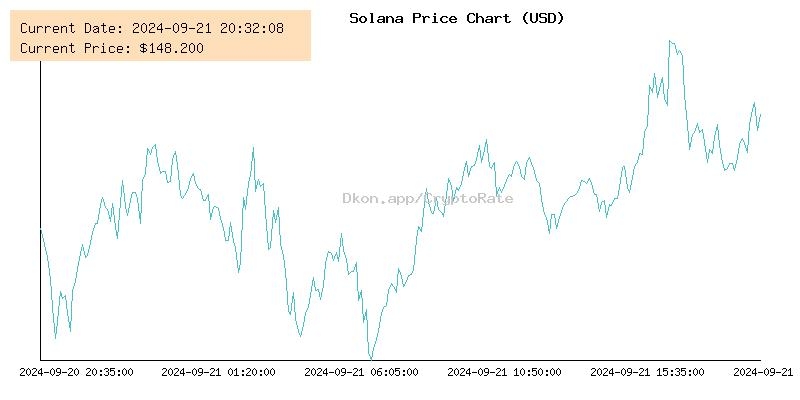 Solana Price Chart (USD)
Current Date: 2024-09-21 20:32:08
Current Price: $148.200
Dkon.app/CryptoRate
2024-09-20 20:35:00 2024-09-21 01:20:00 2024-09-21 06:05:00 2024-09-21 10:50:00 2024-09-21 15:35:00 2024-09-21